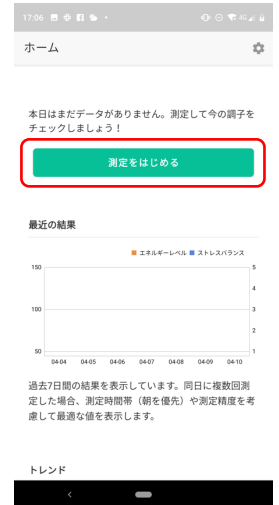 17:06
4G
ホーム
本日はまだデータがありません。測定して今の調子を
チェックしましょう！
測定をはじめる
最近の結果
エネルギーレベル ストレスバランス
150 5
4
100 3
2
50 1
04-04 04-05 04-06 04-07 04-08 04-09 04-10
過去7日間の結果を表示しています。同日に複数回測
定した場合、測定時間帯（朝を優先）や測定精度を考
慮して最適な値を表示します。
トレンド